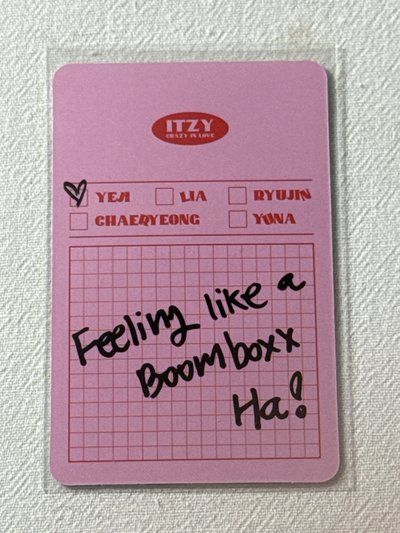 ITZY
CRAZY IN LOVE
YEJI LIA RYUJIN
CHAERYEONG YUNA
Feeling like a
Boomboxx
Ha!